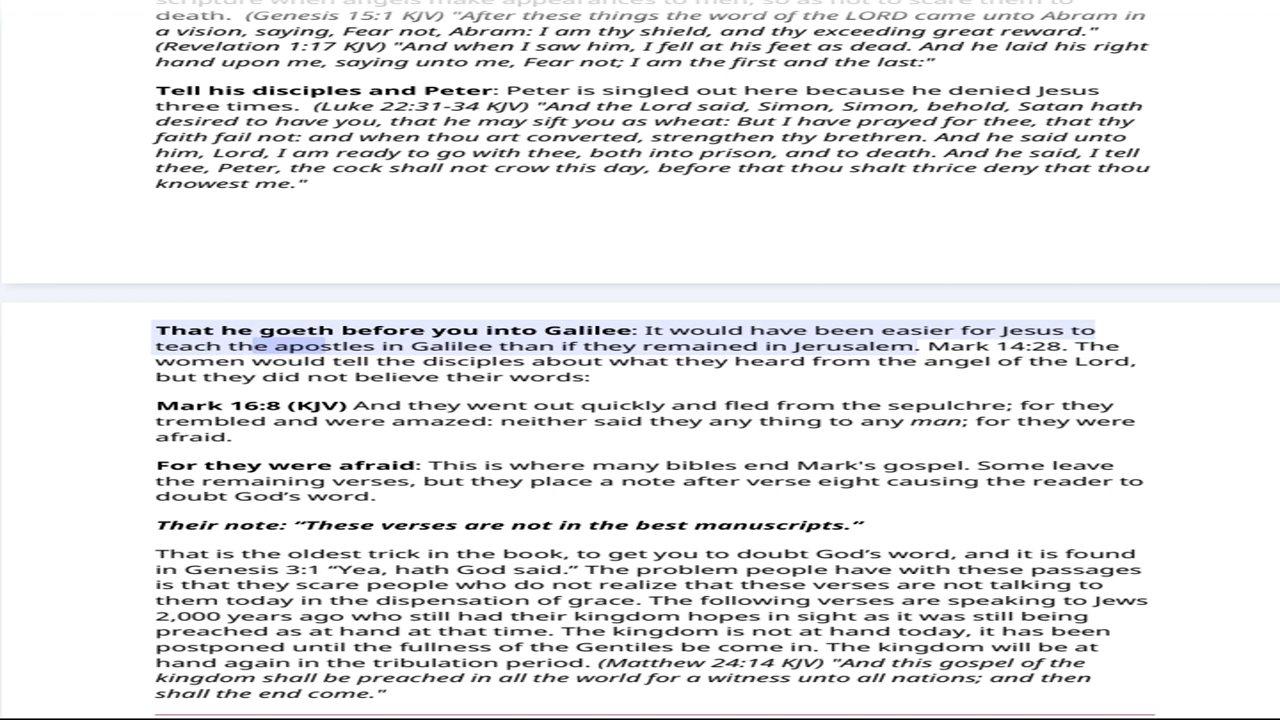 scripture when angels make appearances to men, so as not to scare them to
death. (Genesis 15:1 KJV) "After these things the word of the LORD came unto Abram in
a vision, saying, Fear not, Abram: I am thy shield, and thy exceeding great reward."
(Revelation 1:17 KJV) "And when I saw him, I fell at his feet as dead. And he laid his right
hand upon me, saying unto me, Fear not; I am the first and the last:"
Tell his disciples and Peter: Peter is singled out here because he denied Jesus
three times. (Luke 22:31-34 KJV) "And the Lord said, Simon, Simon, behold, Satan hath
desired to have you, that he may sift you as wheat: But I have prayed for thee, that thy
faith fail not: and when thou art converted, strengthen thy brethren. And he said unto
him, Lord, I am ready to go with thee, both into prison, and to death. And he said, I tell
thee, Peter, the cock shall not crow this day, before that thou shalt thrice deny that thou
knowest me."
That he goeth before you into Galilee: It would have been easier for Jesus to
teach the apostles in Galilee than if they remained in Jerusalem. Mark 14:28. The
women would tell the disciples about what they heard from the angel of the Lord,
but they did not believe their words:
Mark 16:8 (KJV) And they went out quickly and fled from the sepulchre; for they
trembled and were amazed: neither said they any thing to any man; for they were
afraid.
For they were afraid: This is where many bibles end Mark's gospel. Some leave
the remaining verses, but they place a note after verse eight causing the reader to
doubt God’s word.
Their note: “These verses are not in the best manuscripts.”
That is the oldest trick in the book, to get you to doubt God’s word, and it is found
in Genesis 3:1 “Yea, hath God said.” The problem people have with these passages
is that they scare people who do not realize that these verses are not talking to
them today in the dispensation of grace. The following verses are speaking to Jews
2,000 years ago who still had their kingdom hopes in sight as it was still being
preached as at hand at that time. The kingdom is not at hand today, it has been
postponed until the fullness of the Gentiles be come in. The kingdom will be at
hand again in the tribulation period. (Matthew 24:14 KJV) "And this gospel of the
kingdom shall be preached in all the world for a witness unto all nations; and then
shall the end come."